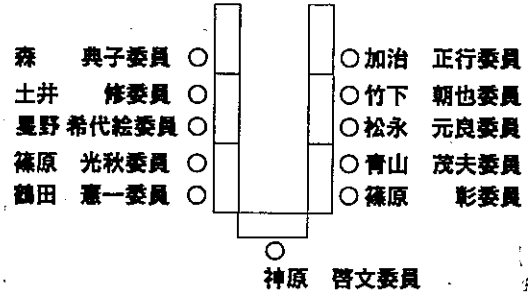 森 典子委員 ○
土井 修委員 ○
星野 希代絵委員 ○
篠原 光秋委員 ○
鶴田 憲一委員 ○
○ 加治 正行委員
○ 竹下 朝也委員
○ 松永 元良委員
○ 青山 茂夫委員
○ 篠原 彰委員
○
神原 啓文委員